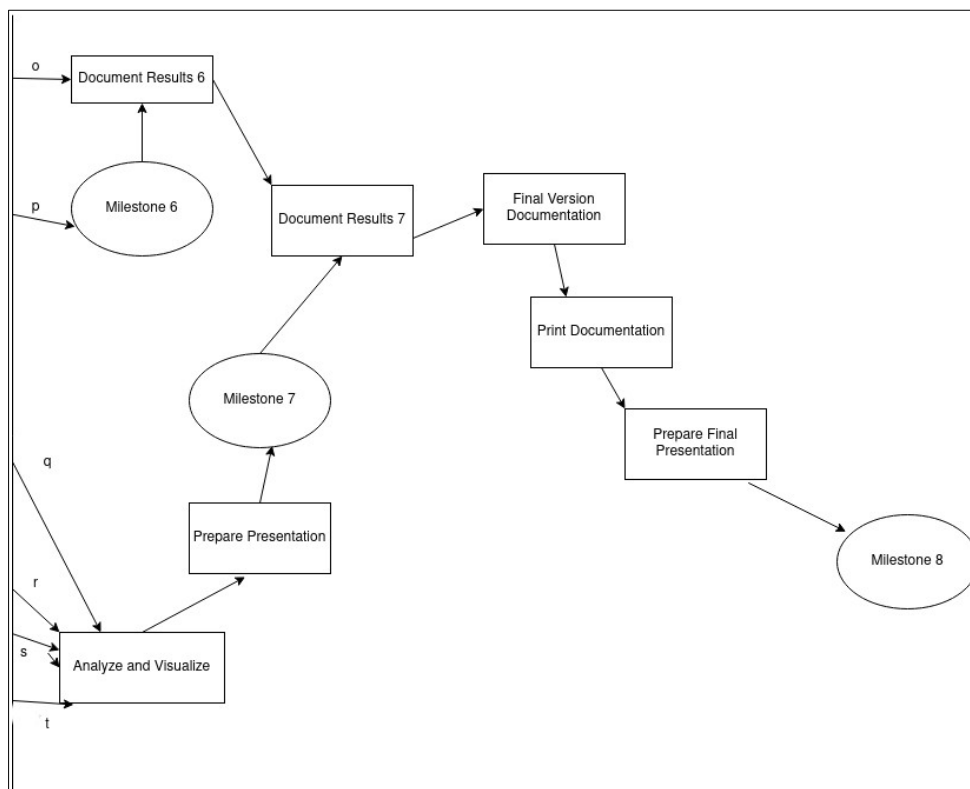 o
Document Results 6
p
Milestone 6
Document Results 7
Final Version
Documentation
Print Documentation
Milestone 7
Prepare Final
Presentation
q
Prepare Presentation
Milestone 8
r
s
Analyze and Visualize
t